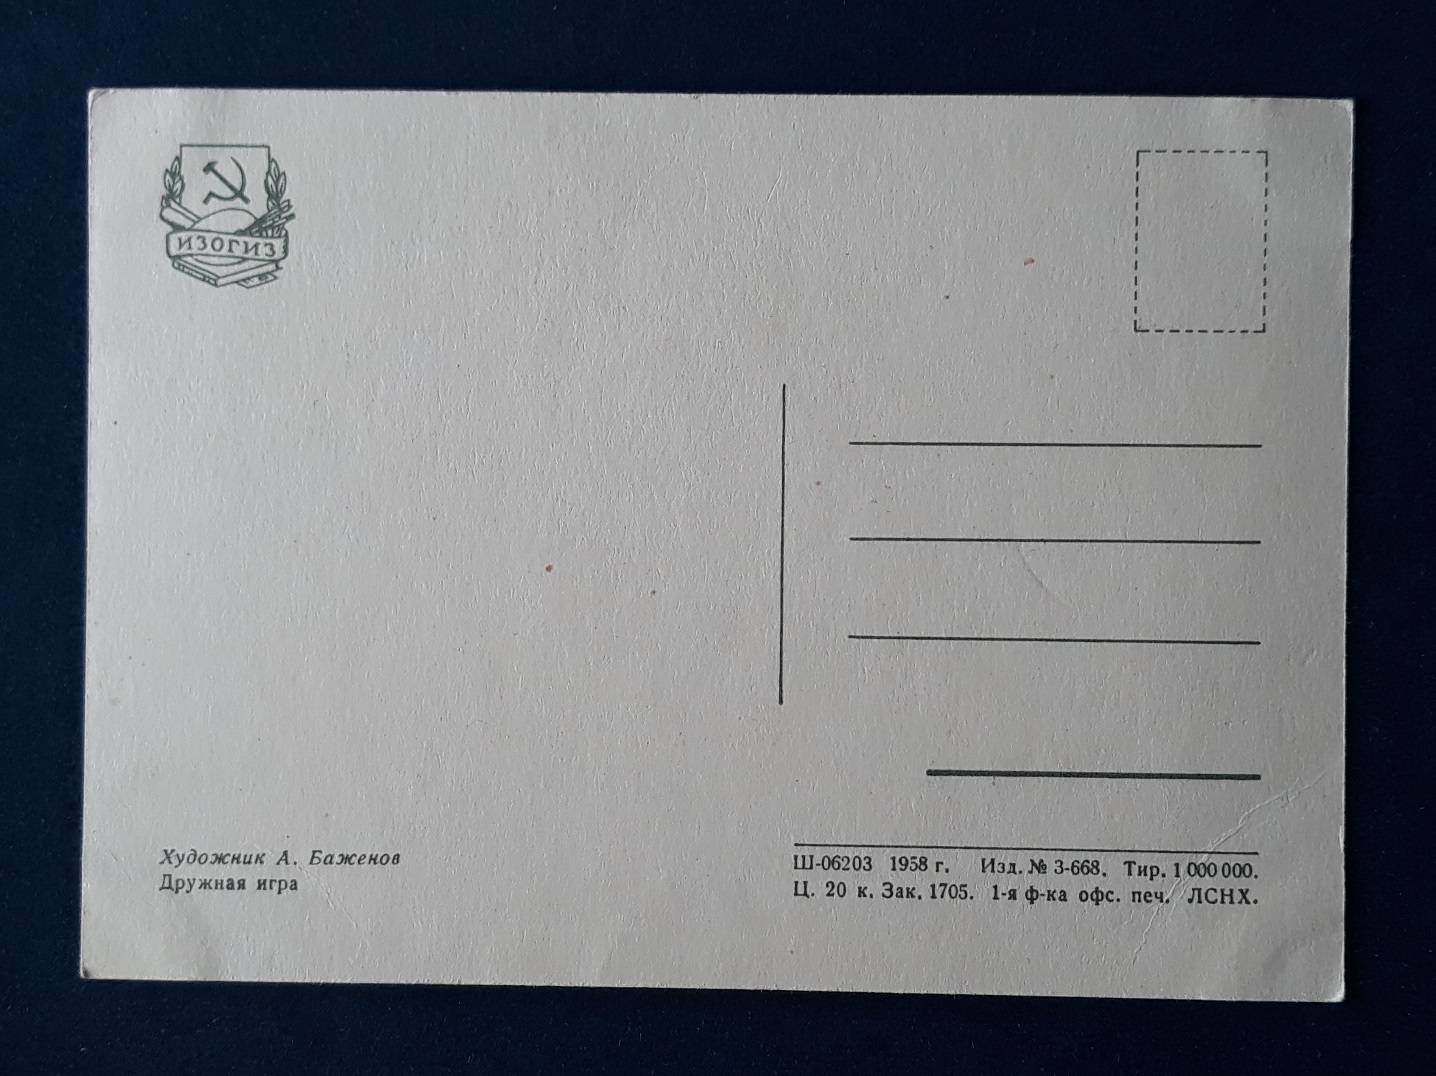 ИЗОГИЗ
Художник А. Баженов
Дружная игра
Ш-06203 1958 г. Изд. № 3-668. Тир. 1 000 000.
Ц. 20 к. Зак. 1705. 1-я ф-ка офс. печ. ЛСНХ.